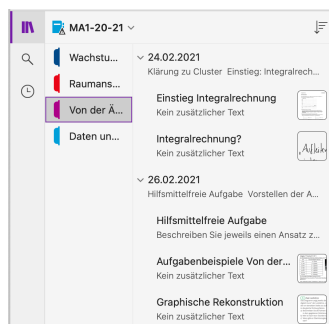 MA1-20-21
Wachstu...
Raumans...
Von der Ä...
Daten un...
24.02.2021
Klärung zu Cluster Einstieg: Integralrech...
Einstieg Integralrechnung
Kein zusätzlicher Text
Integralrechnung?
Kein zusätzlicher Text
26.02.2021
Hilfsmittelfreie Aufgabe Vorstellen der A...
Hilfsmittelfreie Aufgabe
Beschreiben Sie jeweils einen Ansatz z...
Aufgabenbeispiele Von der...
Kein zusätzlicher Text
Graphische Rekonstruktion
Kein zusätzlicher Text